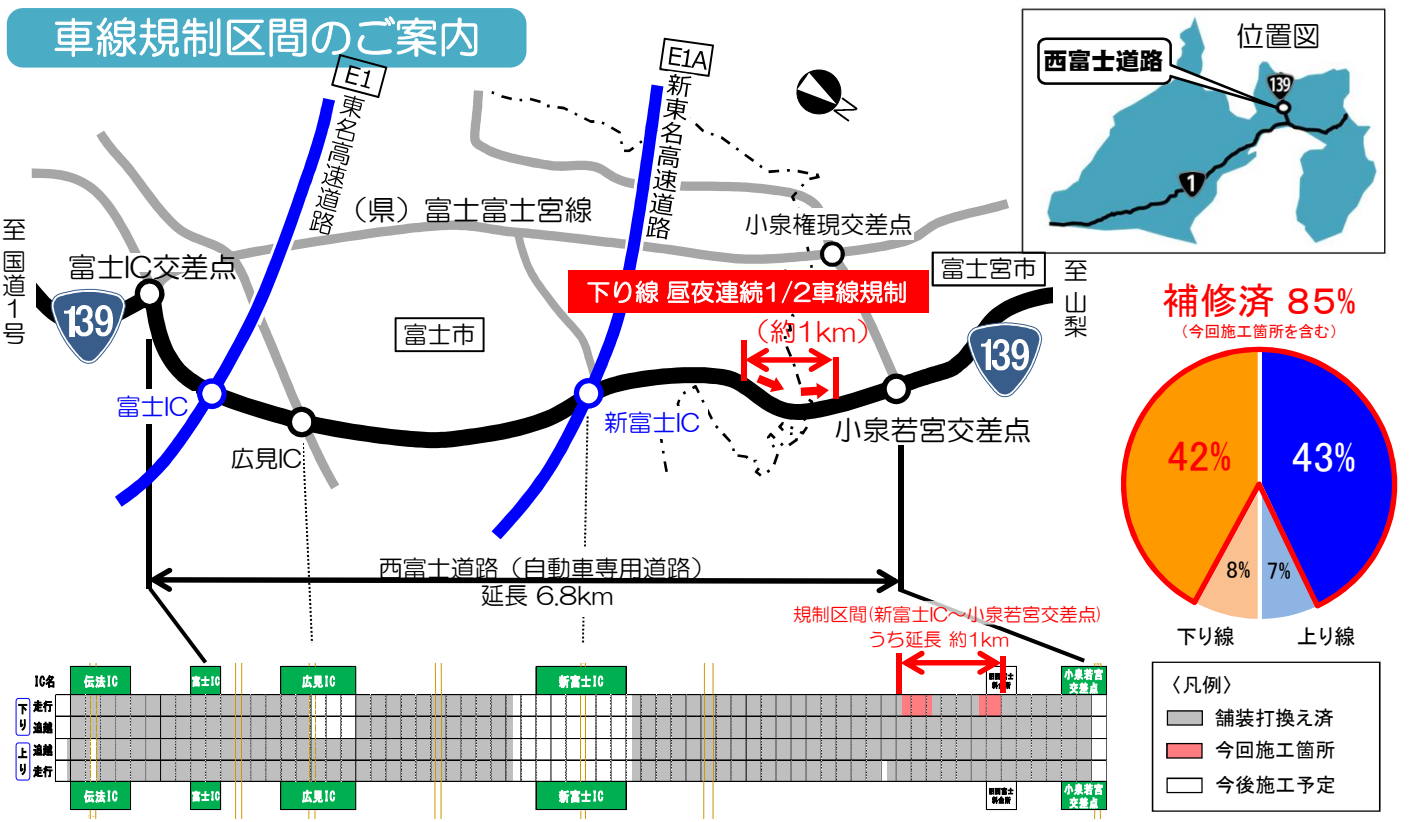 車線規制区間のご案内
位置図
西富士道路
139
1
E1
東名高速道路
E1A
新東名高速道路
N
(県)富士富士宮線
小泉権現交差点
至 国道1号
富士IC交差点
139
下り線 昼夜連続1/2車線規制
(約1km)
富士宮市
至 山梨
139
富士市
富士IC
広見IC
新富士IC
小泉若宮交差点
補修済 85%
(今回施工箇所を含む)
42%
43%
8%
7%
下り線
上り線
西富士道路(自動車専用道路)
延長 6.8km
規制区間(新富士IC～小泉若宮交差点)
うち延長 約1km
IC名
伝法IC
富士IC
広見IC
新富士IC
小泉若宮
交差点
下り
走行
追越
上り
追越
走行
伝法IC
富士IC
広見IC
新富士IC
小泉若宮
交差点
〈凡例〉
舗装打換え済
今回施工箇所
今後施工予定